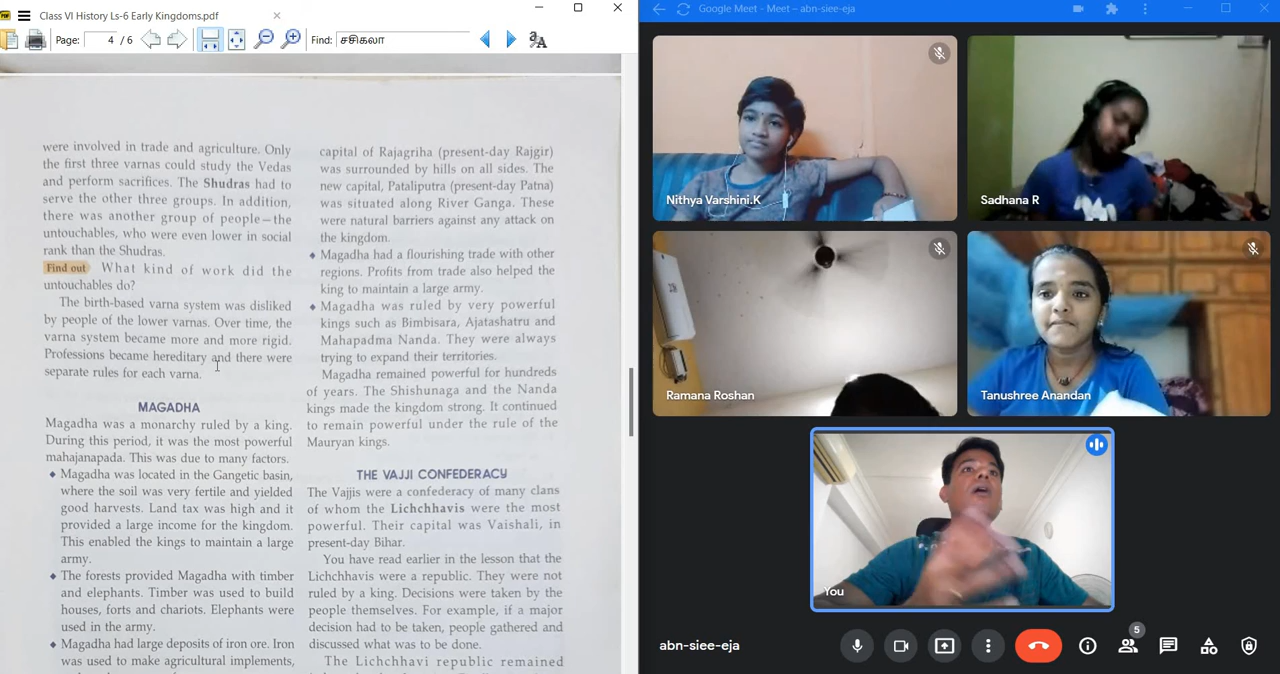 Class VI History Ls-6 Early Kingdoms.pdf
Page: 4 / 6
Find: சசிகலா
were involved in trade and agriculture. Only
the first three varnas could study the Vedas
and perform sacrifices. The Shudras had to
serve the other three groups. In addition,
there was another group of people—the
untouchables, who were even lower in social
rank than the Shudras.
Find out What kind of work did the
untouchables do?
The birth-based varna system was disliked
by people of the lower varnas. Over time, the
varna system became more and more rigid.
Professions became hereditary and there were
separate rules for each varna.
MAGADHA
Magadha was a monarchy ruled by a king.
During this period, it was the most powerful
mahajanapada. This was due to many factors.
◆ Magadha was located in the Gangetic basin,
where the soil was very fertile and yielded
good harvests. Land tax was high and it
provided a large income for the kingdom.
This enabled the kings to maintain a large
army.
◆ The forests provided Magadha with timber
and elephants. Timber was used to build
houses, forts and chariots. Elephants were
used in the army.
◆ Magadha had large deposits of iron ore. Iron
was used to make agricultural implements,
capital of Rajagriha (present-day Rajgir)
was surrounded by hills on all sides. The
new capital, Pataliputra (present-day Patna)
was situated along River Ganga. These
were natural barriers against any attack on
the kingdom.
◆ Magadha had a flourishing trade with other
regions. Profits from trade also helped the
king to maintain a large army.
◆ Magadha was ruled by very powerful
kings such as Bimbisara, Ajatashatru and
Mahapadma Nanda. They were always
trying to expand their territories.
Magadha remained powerful for hundreds
of years. The Shishunaga and the Nanda
kings made the kingdom strong. It continued
to remain powerful under the rule of the
Mauryan kings.
THE VAJJI CONFEDERACY
The Vajjis were a confederacy of many clans
of whom the Lichchhavis were the most
powerful. Their capital was Vaishali, in
present-day Bihar.
You have read earlier in the lesson that the
Lichchhavis were a republic. They were not
ruled by a king. Decisions were taken by the
people themselves. For example, if a major
decision had to be taken, people gathered and
discussed what was to be done.
The Lichchhavi republic remained
Google Meet - Meet – abn-siee-eja
Nithya Varshini.K
Sadhana R
Ramana Roshan
Tanushree Anandan
You
abn-siee-eja
5